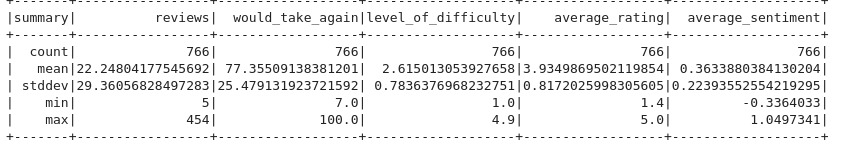 +-------+-----------------+-----------------+-------------------+------------------+-------------------+
|summary|          reviews|  would_take_again|level_of_difficulty|    average_rating|  average_sentiment|
+-------+-----------------+-----------------+-------------------+------------------+-------------------+
|  count|              766|               766|                766|               766|                766|
|   mean|22.24804177545692| 77.35509138381201|  2.615013053927658|3.9349869502119854| 0.3633880384130204|
| stddev|29.36056828497283|25.479131923721592| 0.7836376968232751|0.8172025998305605|0.22393552554219295|
|    min|                5|               7.0|                1.0|               1.4|         -0.3364033|
|    max|              454|             100.0|                4.9|               5.0|          1.0497341|
+-------+-----------------+-----------------+-------------------+------------------+-------------------+